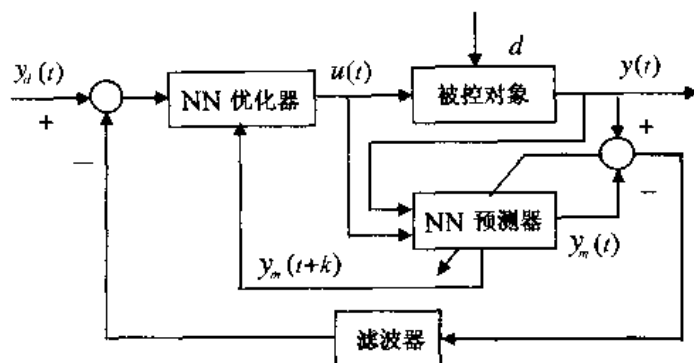 d
y_d(t)
u(t)
y(t)
NN 优化器
被控对象
+
+
−
−
NN 预测器
y_m(t)
y_m(t+k)
滤波器